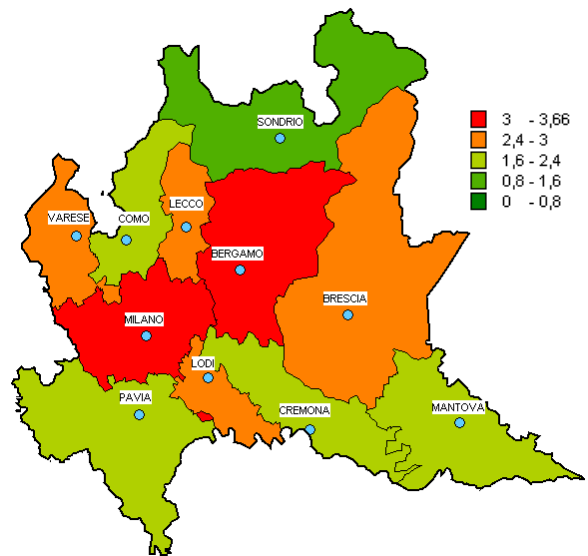 SONDRIO
3 - 3,66
2,4 - 3
1,6 - 2,4
0,8 - 1,6
0 - 0,8
LECCO
VARESE
COMO
BERGAMO
BRESCIA
MILANO
LODI
PAVIA
CREMONA
MANTOVA